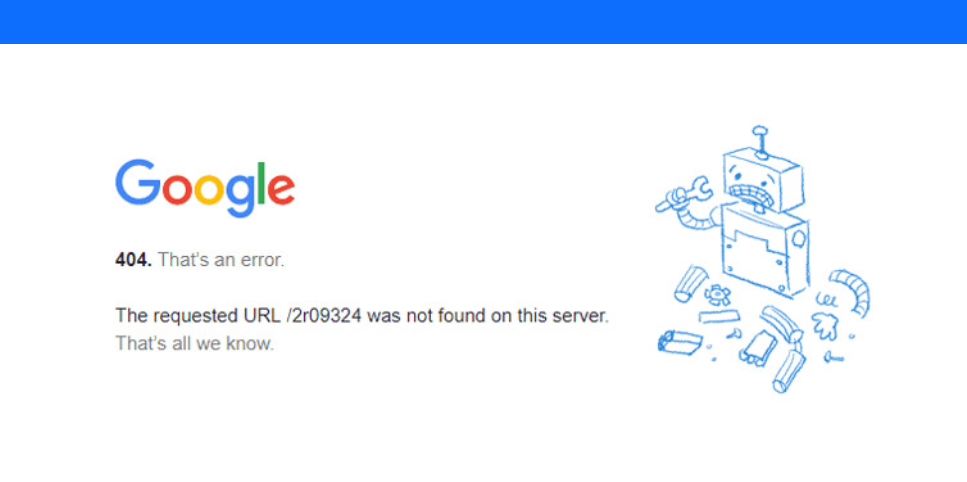 Google
404. That's an error.
The requested URL /2r09324 was not found on this server.
That's all we know.